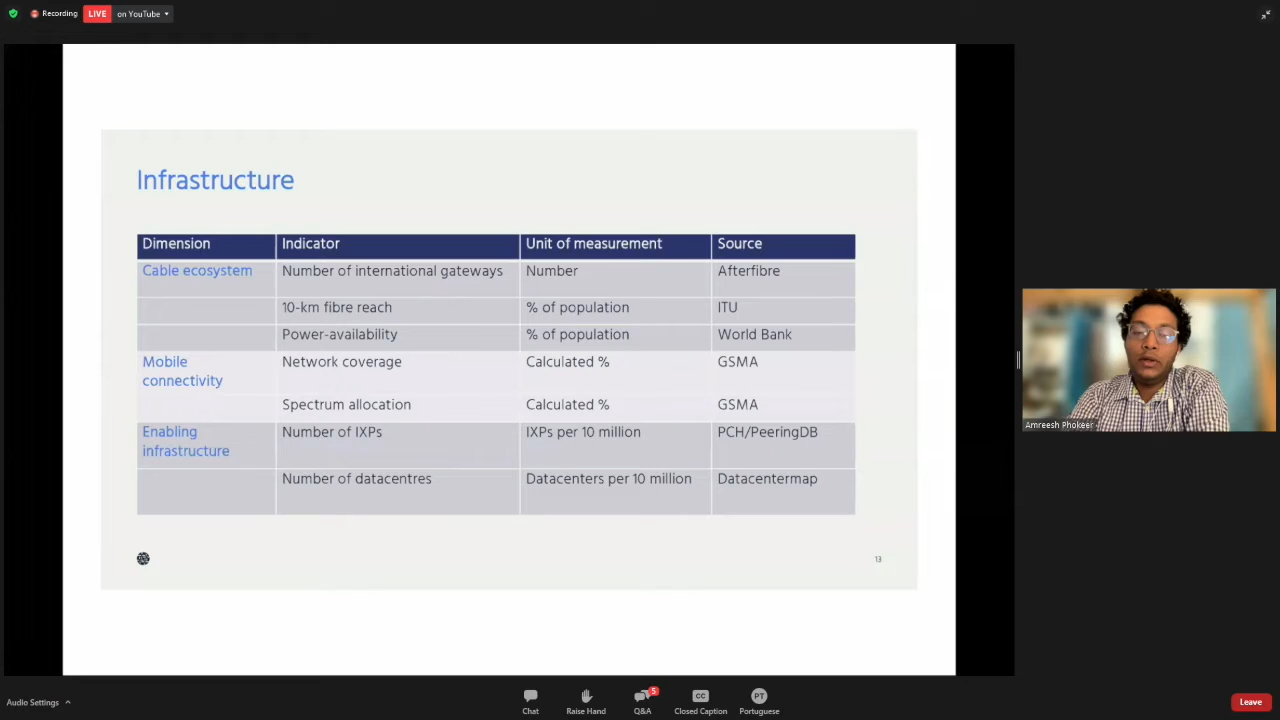 Recording LIVE on YouTube
Infrastructure
Dimension Indicator Unit of measurement Source
Cable ecosystem Number of international gateways Number Afterfibre
10-km fibre reach % of population ITU
Power-availability % of population World Bank
Mobile connectivity Network coverage Calculated % GSMA
Spectrum allocation Calculated % GSMA
Enabling infrastructure Number of IXPs IXPs per 10 million PCH/PeeringDB
Number of datacentres Datacenters per 10 million Datacentermap
13
Amreesh Phokeer
Audio Settings
Chat
Raise Hand
5
Q&A
CC
Closed Caption
PT
Portuguese
Leave